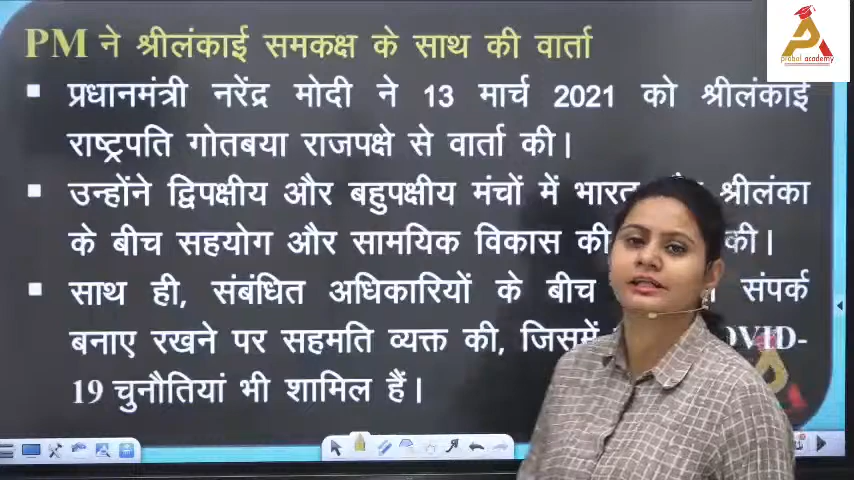 PM ने श्रीलंकाई समकक्ष के साथ की वार्ता
prabal academy
▪ प्रधानमंत्री नरेंद्र मोदी ने 13 मार्च 2021 को श्रीलंकाई
राष्ट्रपति गोतबया राजपक्षे से वार्ता की।
▪ उन्होंने द्विपक्षीय और बहुपक्षीय मंचों में भारत श्रीलंका
के बीच सहयोग और सामयिक विकास की की।
▪ साथ ही, संबंधित अधिकारियों के बीच संपर्क
बनाए रखने पर सहमति व्यक्त की, जिसमें OVID-
19 चुनौतियां भी शामिल हैं।